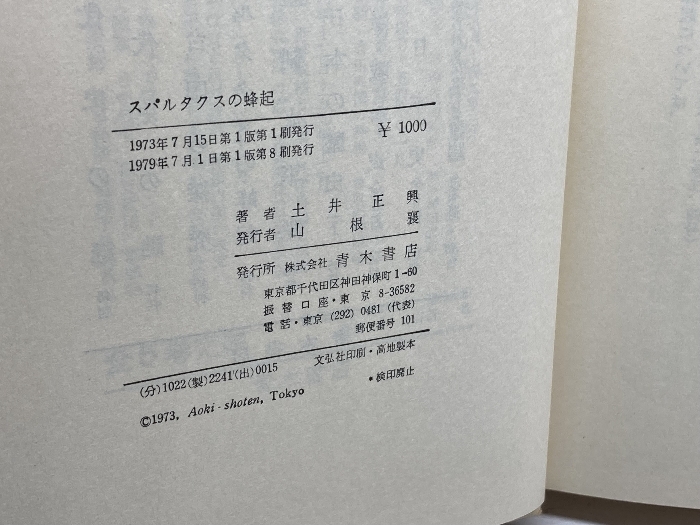 スパルタクスの蜂起
1973年7月15日第1版第1刷発行
1979年7月1日第1版第8刷発行
¥1000
著者 土井正興
発行者 山根襄
発行所 株式会社 青木書店
東京都千代田区神田神保町1-60
振替口座・東京 8-36582
電話・東京 (292) 0481 (代表)
郵便番号 101
(分)1022(製)2241(出)0015
文弘社印刷・高地製本
©1973, Aoki-shoten, Tokyo
*検印廃止